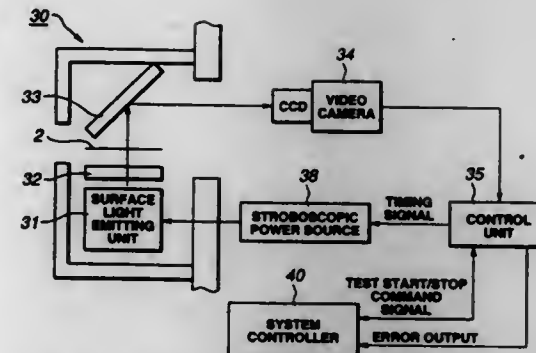 30
34
33
CCD
VIDEO
CAMERA
2
32
38
35
31
SURFACE
LIGHT
EMITTING
UNIT
STROBOSCOPIC
POWER SOURCE
TIMING
SIGNAL
CONTROL
UNIT
40
TEST START/STOP
COMMAND
SIGNAL
SYSTEM
CONTROLLER
ERROR OUTPUT